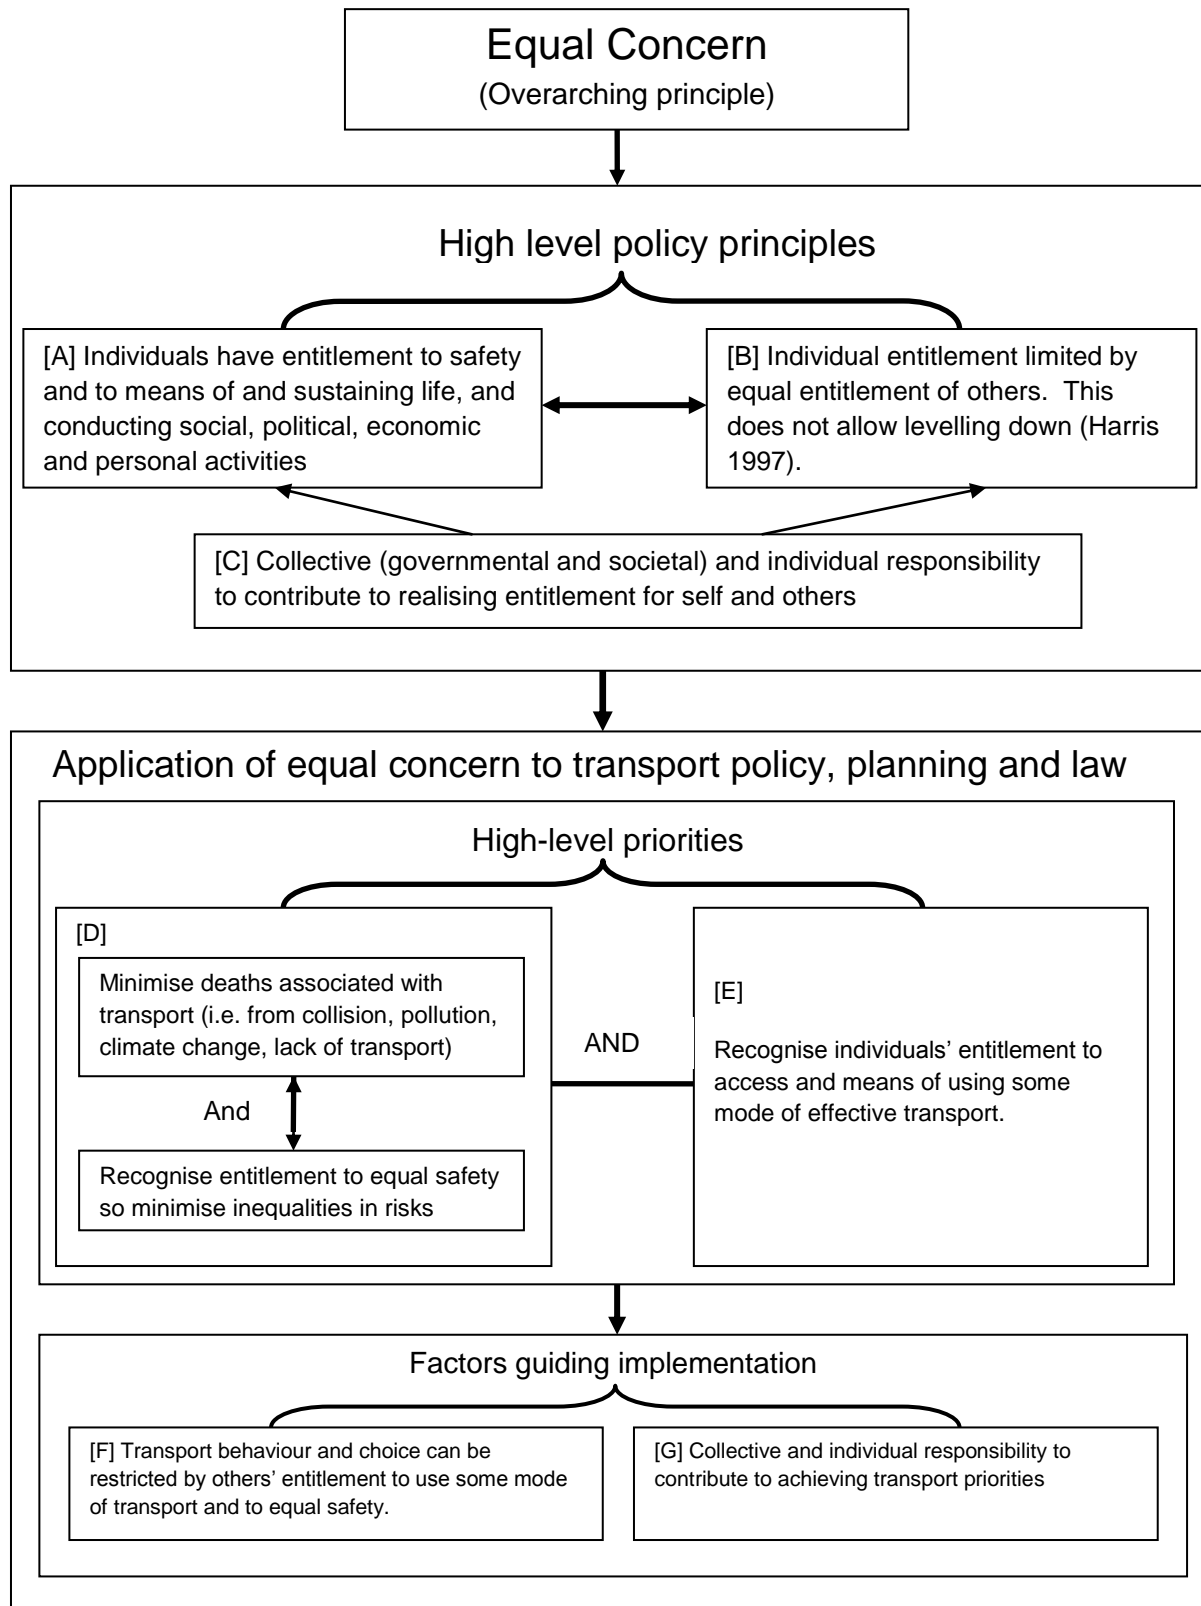 Equal Concern
(Overarching principle)
High level policy principles
[A] Individuals have entitlement to safety
and to means of and sustaining life, and
conducting social, political, economic
and personal activities
[B] Individual entitlement limited by
equal entitlement of others.  This
does not allow levelling down (Harris
1997).
[C] Collective (governmental and societal) and individual responsibility
to contribute to realising entitlement for self and others
Application of equal concern to transport policy, planning and law
High-level priorities
[D]
Minimise deaths associated with
transport (i.e. from collision, pollution,
climate change, lack of transport)
And
Recognise entitlement to equal safety
so minimise inequalities in risks
AND
[E]
Recognise individuals’ entitlement to
access and means of using some
mode of effective transport.
Factors guiding implementation
[F] Transport behaviour and choice can be
restricted by others’ entitlement to use some mode
of transport and to equal safety.
[G] Collective and individual responsibility to
contribute to achieving transport priorities